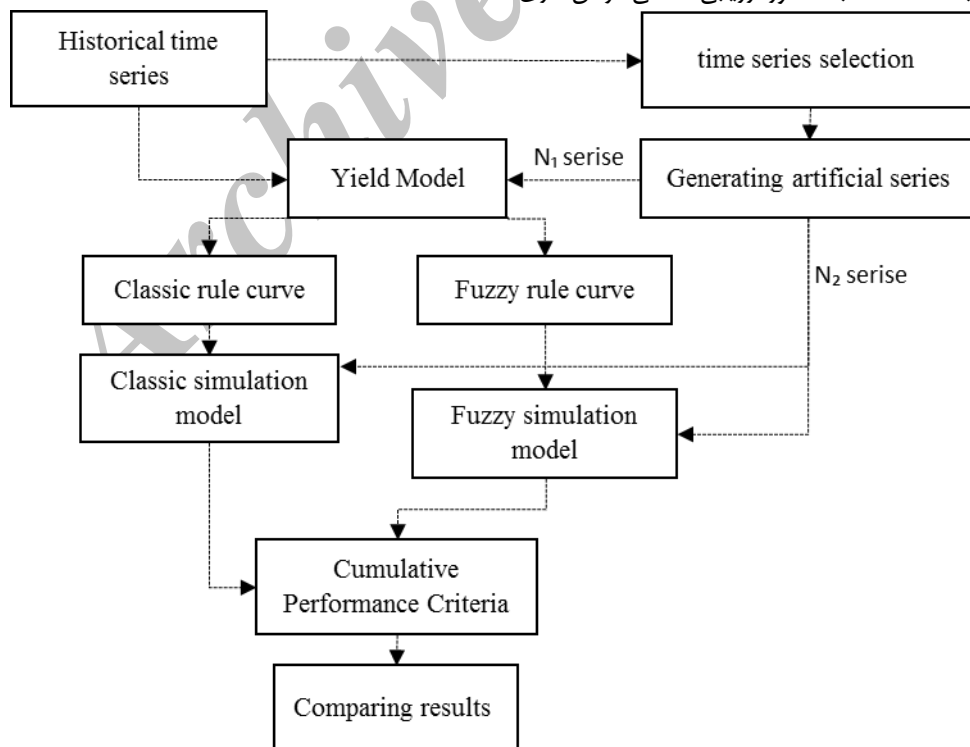 Historical time
series
time series selection
Yield Model
N₁ serise
Generating artificial series
Classic rule curve
Fuzzy rule curve
N₂ serise
Classic simulation
model
Fuzzy simulation
model
Cumulative
Performance Criteria
Comparing results
Archive